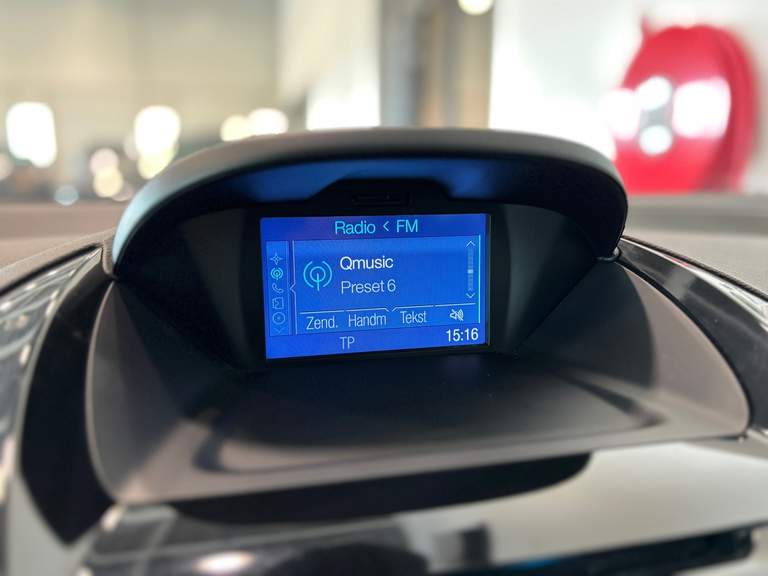 Radio < FM
Qmusic
Preset 6
Zend. Handm Tekst
15:16
TP